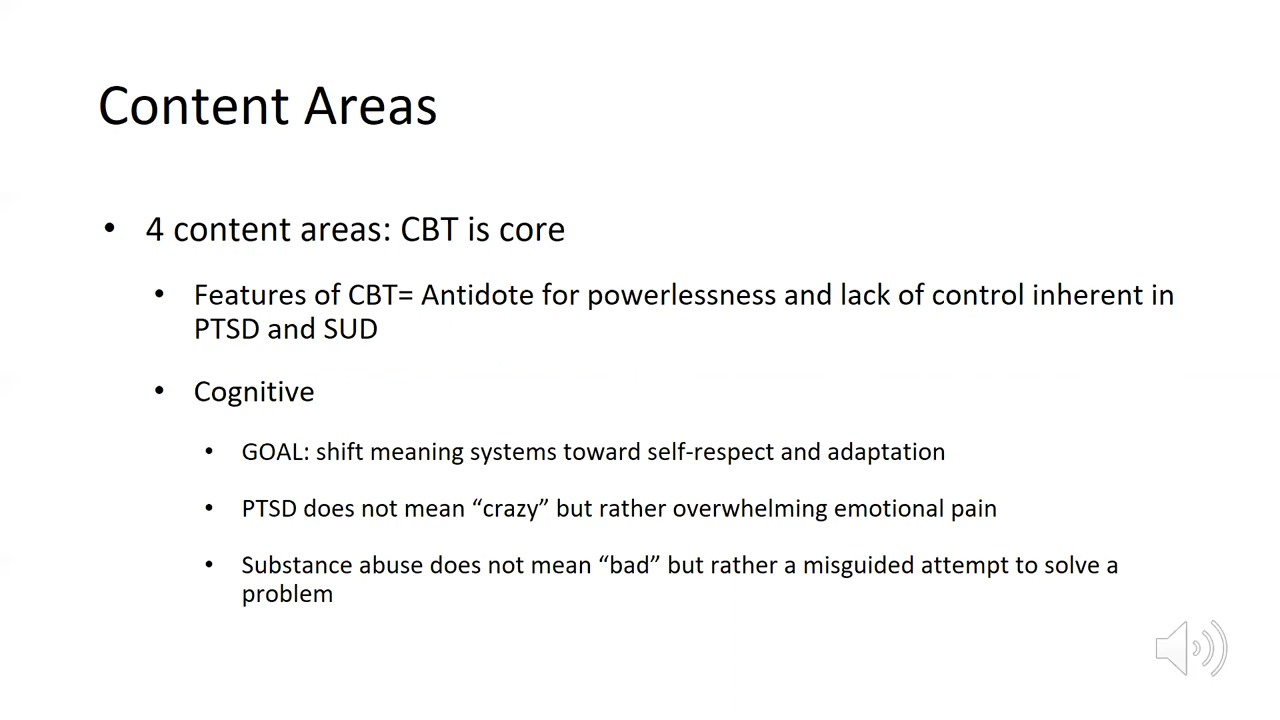 Content Areas
• 4 content areas: CBT is core
• Features of CBT= Antidote for powerlessness and lack of control inherent in
PTSD and SUD
• Cognitive
• GOAL: shift meaning systems toward self-respect and adaptation
• PTSD does not mean “crazy” but rather overwhelming emotional pain
• Substance abuse does not mean “bad” but rather a misguided attempt to solve a
problem